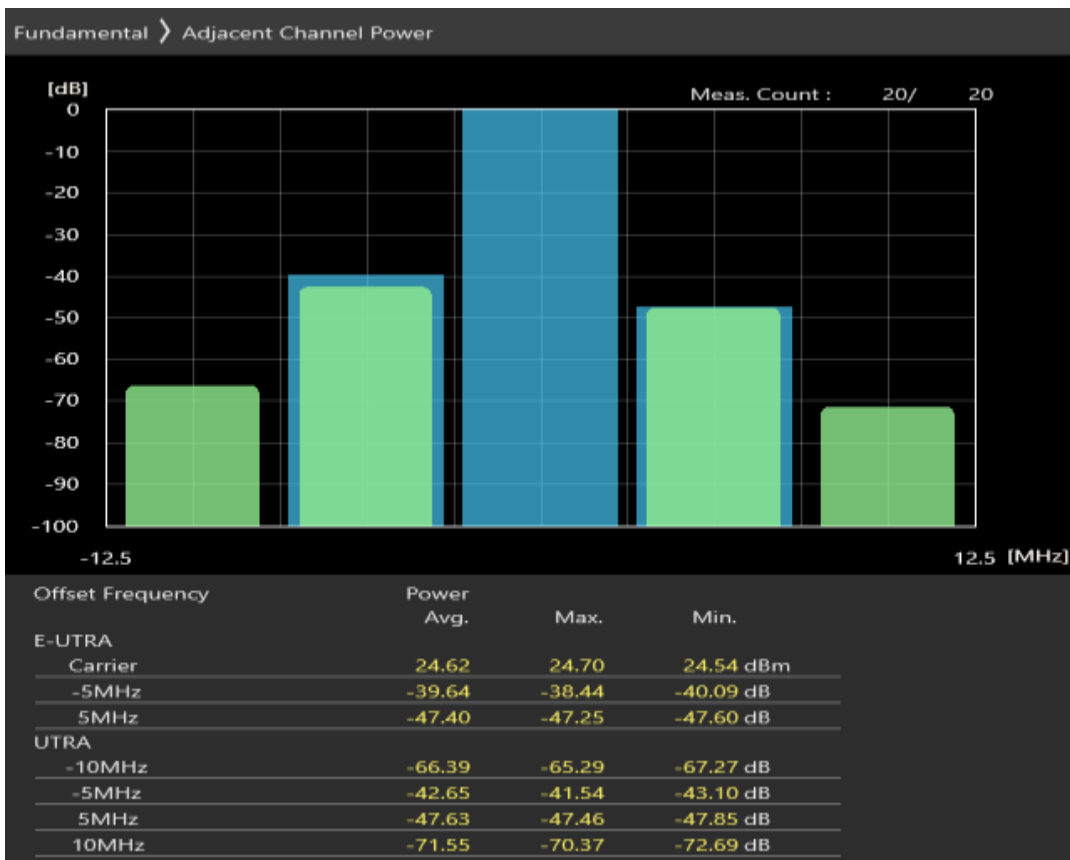 Fundamental 〉 Adjacent Channel Power
[dB]
Meas. Count : 20/ 20
0
-10
-20
-30
-40
-50
-60
-70
-80
-90
-100
-12.5 12.5 [MHz]
Offset Frequency Power
Avg. Max. Min.
E-UTRA
Carrier 24.62 24.70 24.54 dBm
-5MHz -39.64 -38.44 -40.09 dB
5MHz -47.40 -47.25 -47.60 dB
UTRA
-10MHz -66.39 -65.29 -67.27 dB
-5MHz -42.65 -41.54 -43.10 dB
5MHz -47.63 -47.46 -47.85 dB
10MHz -71.55 -70.37 -72.69 dB